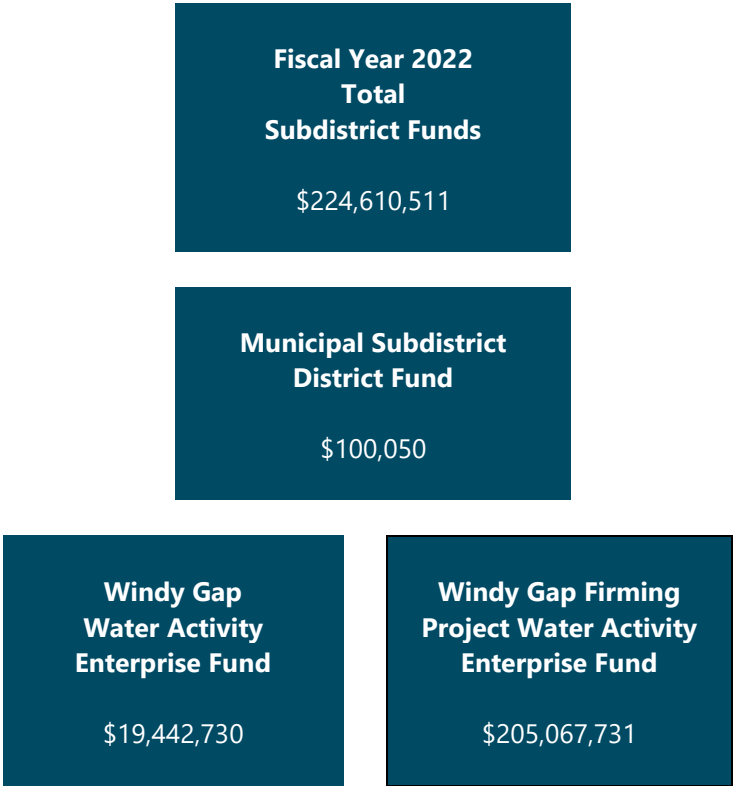 Fiscal Year 2022
Total
Subdistrict Funds
$224,610,511
Municipal Subdistrict
District Fund
$100,050
Windy Gap
Water Activity
Enterprise Fund
$19,442,730
Windy Gap Firming
Project Water Activity
Enterprise Fund
$205,067,731